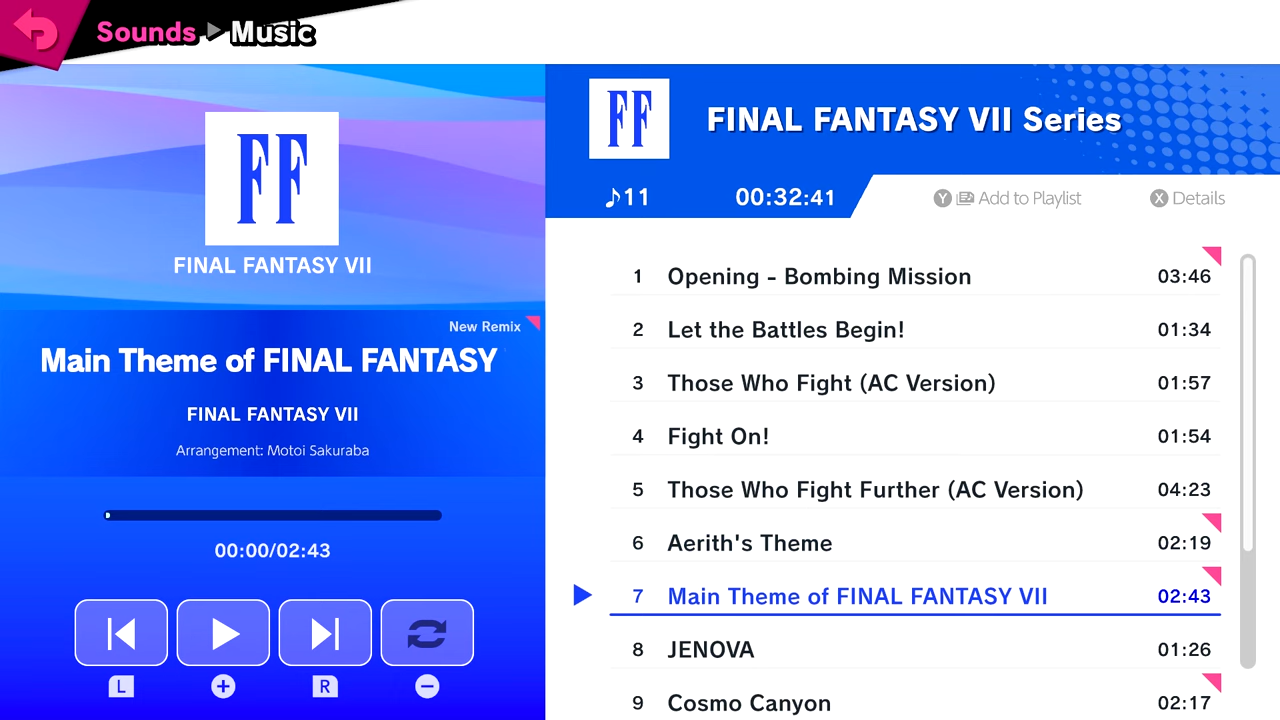 Sounds ▶ Music
FF
FINAL FANTASY VII
New Remix
Main Theme of FINAL FANTASY
FINAL FANTASY VII
Arrangement: Motoi Sakuraba
00:00/02:43
L + R −
FF
FINAL FANTASY VII Series
♪11 00:32:41
Y Add to Playlist X Details
1 Opening - Bombing Mission 03:46
2 Let the Battles Begin! 01:34
3 Those Who Fight (AC Version) 01:57
4 Fight On! 01:54
5 Those Who Fight Further (AC Version) 04:23
6 Aerith's Theme 02:19
7 Main Theme of FINAL FANTASY VII 02:43
8 JENOVA 01:26
9 Cosmo Canyon 02:17